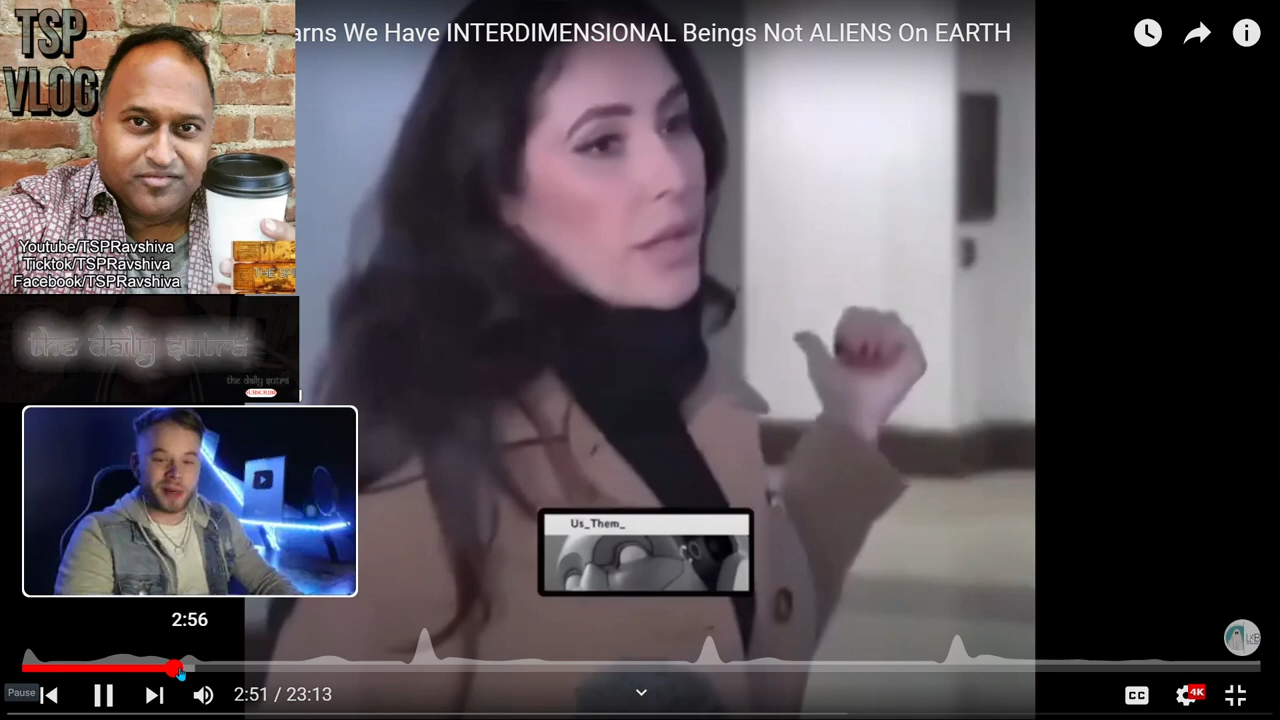 TSP
VLOG
arns We Have INTERDIMENSIONAL Beings Not ALIENS On EARTH
Youtube/TSPRavshiva
Ticktok/TSPRavshiva
Facebook/TSPRavshiva
the daily sutra
the daily sutra
SUBSCRIBE
Us_Them_
2:56
Pause
2:51 / 23:13
CC
4K